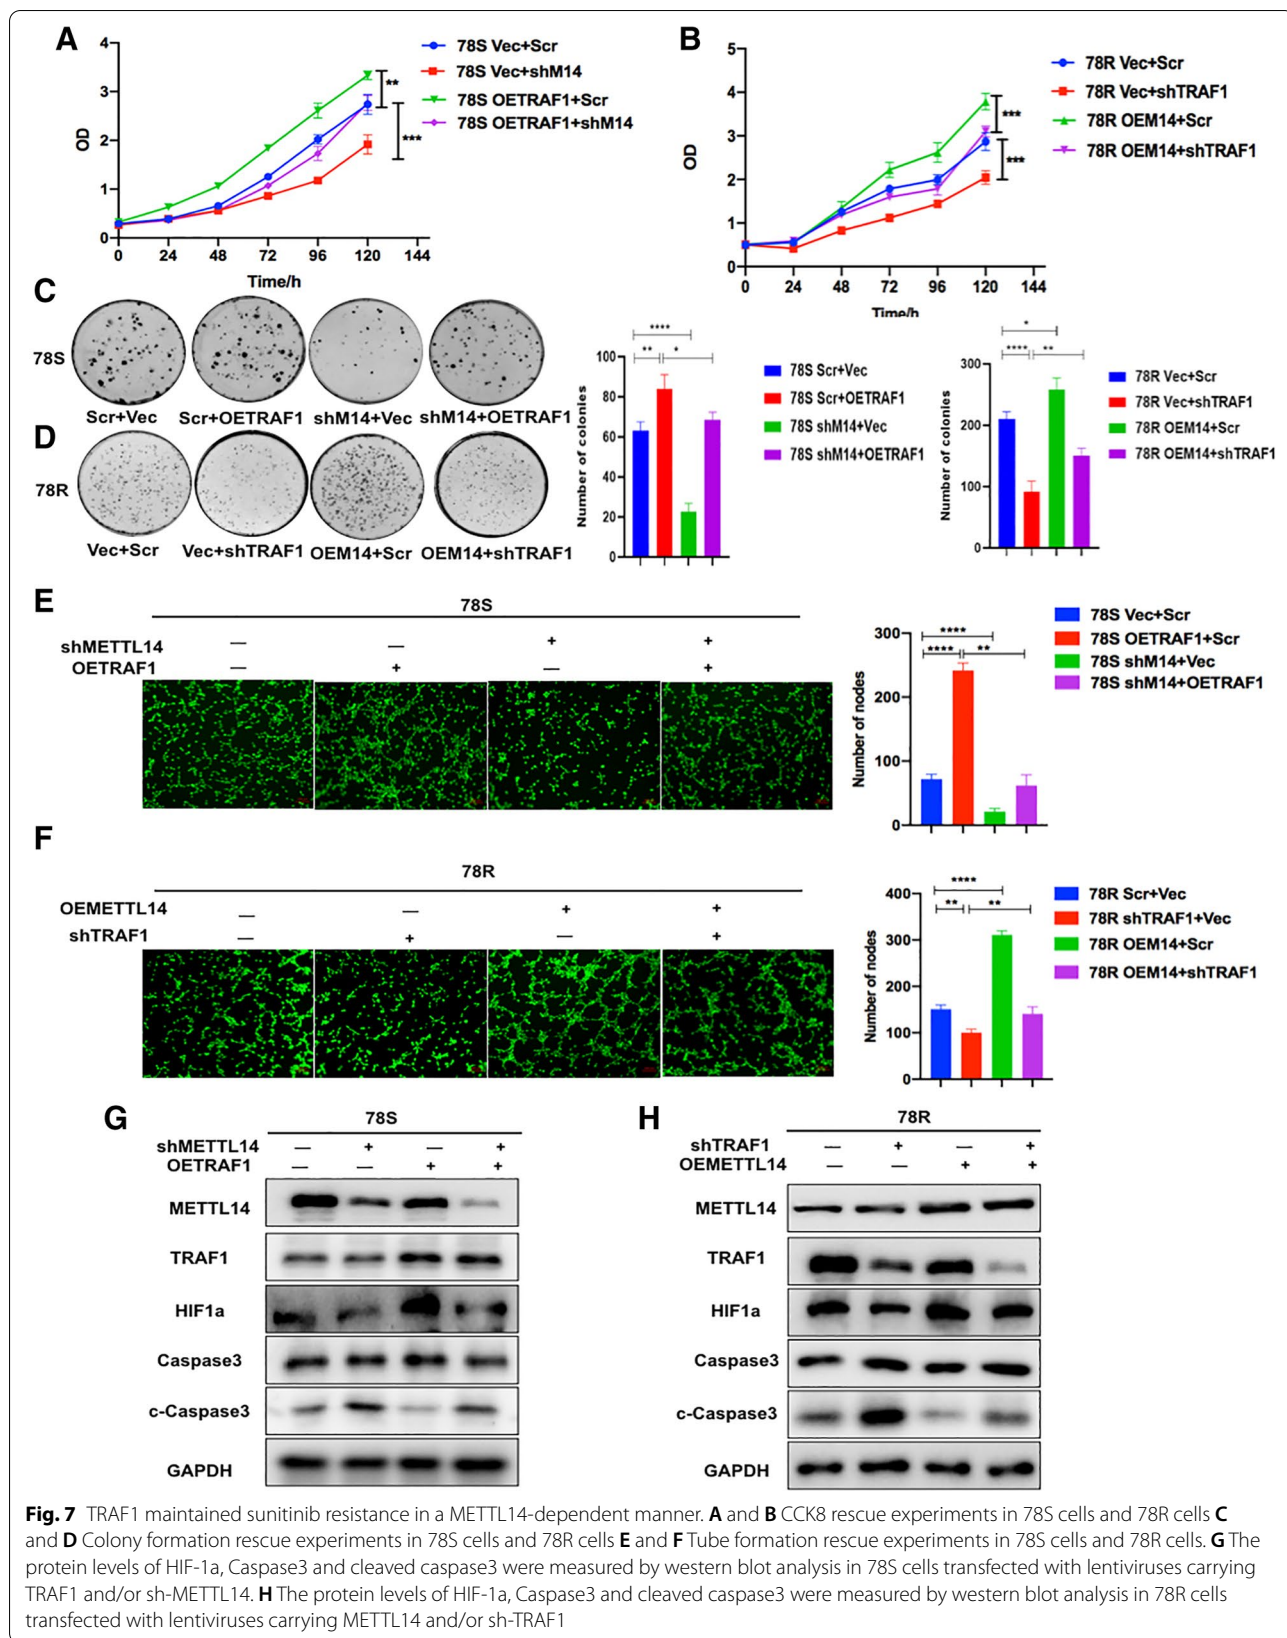 A
4
3
2
1
0
OD
0 24 48 72 96 120 144
Time/h
78S Vec+Scr
78S Vec+shM14
78S OETRAF1+Scr
78S OETRAF1+shM14
**
***
B
5
4
3
2
1
0
OD
0 24 48 72 96 120 144
Time/h
78R Vec+Scr
78R Vec+shTRAF1
78R OEM14+Scr
78R OEM14+shTRAF1
***
***
C
78S
Scr+Vec Scr+OETRAF1 shM14+Vec shM14+OETRAF1
D
78R
Vec+Scr Vec+shTRAF1 OEM14+Scr OEM14+shTRAF1
****
** *
100
80
60
40
20
0
Number of colonies
78S Scr+Vec
78S Scr+OETRAF1
78S shM14+Vec
78S shM14+OETRAF1
*
**** **
300
200
100
0
Number of colonies
78R Vec+Scr
78R Vec+shTRAF1
78R OEM14+Scr
78R OEM14+shTRAF1
E
78S
shMETTL14 — — + +
OETRAF1 — + — +
****
**** **
300
200
100
0
Number of nodes
78S Vec+Scr
78S OETRAF1+Scr
78S shM14+Vec
78S shM14+OETRAF1
F
78R
OEMETTL14 — — + +
shTRAF1 — + — +
****
** **
400
300
200
100
0
Number of nodes
78R Scr+Vec
78R shTRAF1+Vec
78R OEM14+Scr
78R OEM14+shTRAF1
G
78S
shMETTL14 — + — +
OETRAF1 — — + +
METTL14
TRAF1
HIF1a
Caspase3
c-Caspase3
GAPDH
H
78R
shTRAF1 — + — +
OEMETTL14 — — + +
METTL14
TRAF1
HIF1a
Caspase3
c-Caspase3
GAPDH
Fig. 7 TRAF1 maintained sunitinib resistance in a METTL14-dependent manner. A and B CCK8 rescue experiments in 78S cells and 78R cells C
and D Colony formation rescue experiments in 78S cells and 78R cells E and F Tube formation rescue experiments in 78S cells and 78R cells. G The
protein levels of HIF-1a, Caspase3 and cleaved caspase3 were measured by western blot analysis in 78S cells transfected with lentiviruses carrying
TRAF1 and/or sh-METTL14. H The protein levels of HIF-1a, Caspase3 and cleaved caspase3 were measured by western blot analysis in 78R cells
transfected with lentiviruses carrying METTL14 and/or sh-TRAF1